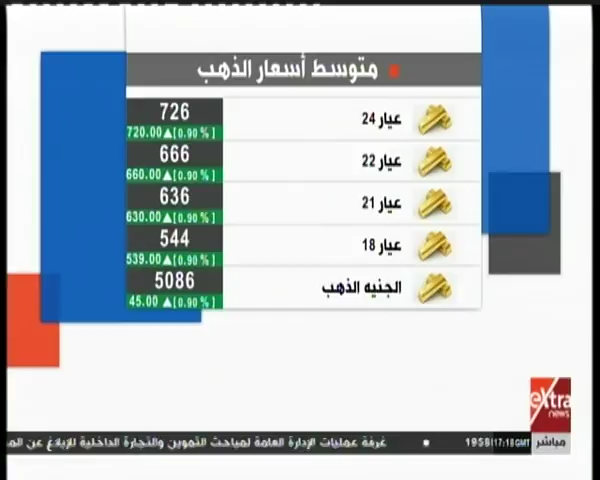 متوسط أسعار الذهب
عيار 24
726
720.00 ▲[0.90%]
عيار 22
666
660.00 ▲[0.90%]
عيار 21
636
630.00 ▲[0.90%]
عيار 18
544
539.00 ▲[0.90%]
الجنيه الذهب
5086
45.00 ▲[0.90%]
eXtra
news
مباشر
17:18GMT
غرفة عمليات الإدارة العامة لمباحث التموين والتجارة الداخلية للإبلاغ عن